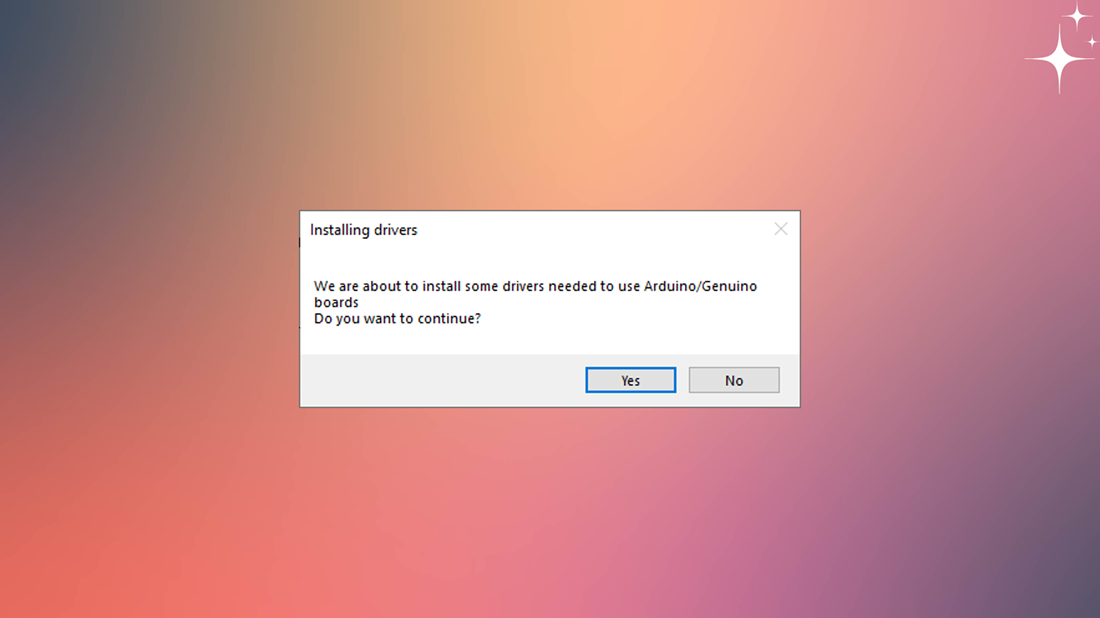 Installing drivers
We are about to install some drivers needed to use Arduino/Genuino
boards
Do you want to continue?
Yes
No